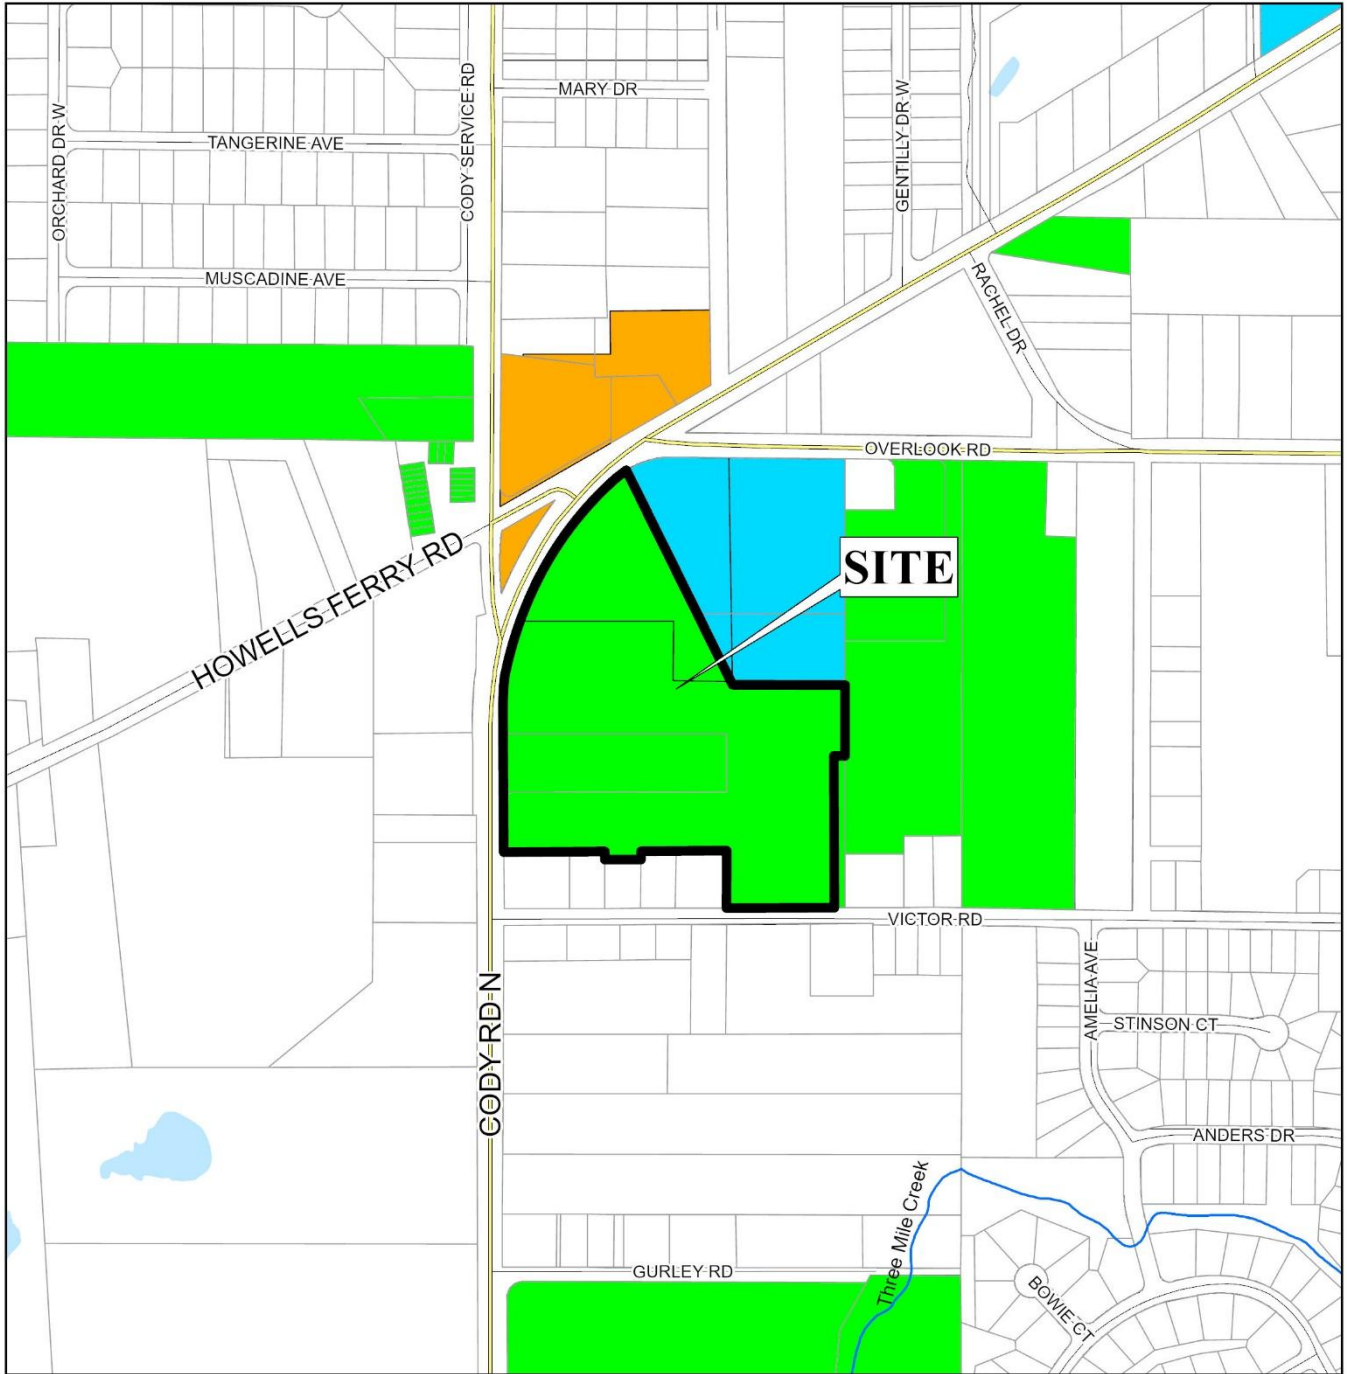 MARY DR
CODY SERVICE RD
ORCHARD DR W
TANGERINE AVE
GENTILLY DR W
MUSCADINE AVE
RACHEL DR
OVERLOOK RD
SITE
HOWELLS FERRY RD
VICTOR RD
CODY RD N
AMELIA AVE
STINSON CT
ANDERS DR
Three Mile Creek
GURLEY RD
BOWIE CT